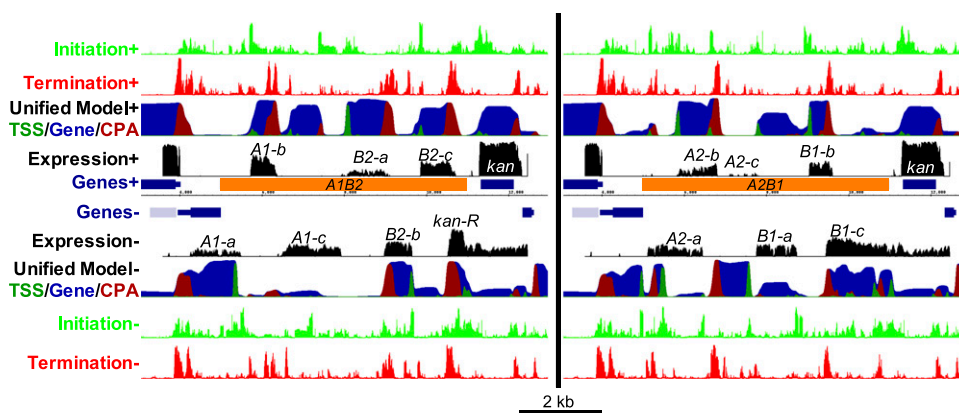 Initiation+
Termination+
Unified Model+
TSS/Gene/CPA
Expression+
A1-b
B2-a
B2-c
kan
A2-b
A2-c
B1-b
kan
Genes+
A1B2
A2B1
Genes-
Expression-
A1-a
A1-c
B2-b
kan-R
A2-a
B1-a
B1-c
Unified Model-
TSS/Gene/CPA
Initiation-
Termination-
2 kb